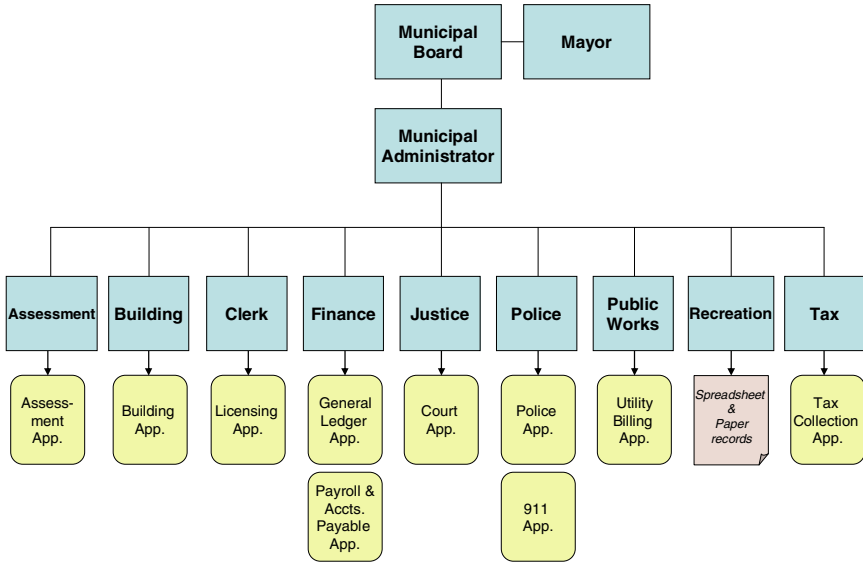 Municipal
Board
Mayor
Municipal
Administrator
Assessment
Building
Clerk
Finance
Justice
Police
Public
Works
Recreation
Tax
Assess-
ment
App.
Building
App.
Licensing
App.
General
Ledger
App.
Court
App.
Police
App.
Utility
Billing
App.
Spreadsheet
&
Paper
records
Tax
Collection
App.
Payroll &
Accts.
Payable
App.
911
App.